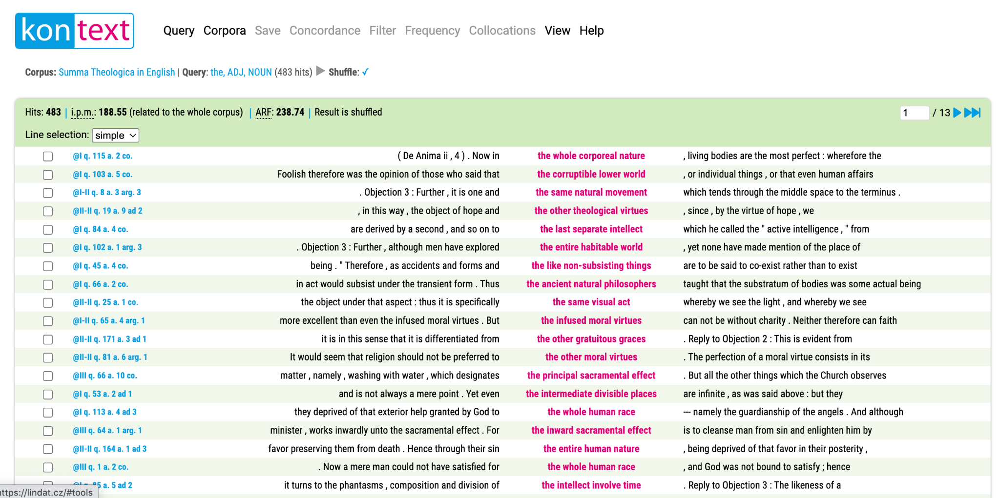 kontext Query Corpora Save Concordance Filter Frequency Collocations View Help
Corpus: Summa Theologica in English | Query: the, ADJ, NOUN (483 hits) ▶ Shuffle: ✓
Hits: 483 | i.p.m.: 188.55 (related to the whole corpus) | ARF: 238.74 | Result is shuffled 1 / 13
Line selection: simple
@I q. 115 a. 2 co. ( De Anima ii , 4 ) . Now in the whole corporeal nature , living bodies are the most perfect : wherefore the
@I q. 103 a. 5 co. Foolish therefore was the opinion of those who said that the corruptible lower world , or individual things , or that even human affairs
@I-II q. 8 a. 3 arg. 3 . Objection 3 : Further , it is one and the same natural movement which tends through the middle space to the terminus .
@II-II q. 19 a. 9 ad 2 , in this way , the object of hope and the other theological virtues , since , by the virtue of hope , we
@I q. 84 a. 4 co. are derived by a second , and so on to the last separate intellect which he called the " active intelligence , " from
@I q. 102 a. 1 arg. 3 . Objection 3 : Further , although men have explored the entire habitable world , yet none have made mention of the place of
@I q. 45 a. 4 co. being . " Therefore , as accidents and forms and the like non-subsisting things are to be said to co-exist rather than to exist
@I q. 66 a. 2 co. in act would subsist under the transient form . Thus the ancient natural philosophers taught that the substratum of bodies was some actual being
@II-II q. 25 a. 1 co. the object under that aspect : thus it is specifically the same visual act whereby we see the light , and whereby we see
@I-II q. 65 a. 4 arg. 1 more excellent than even the infused moral virtues . But the infused moral virtues can not be without charity . Neither therefore can faith
@II-II q. 171 a. 3 ad 1 it is in this sense that it is differentiated from the other gratuitous graces . Reply to Objection 2 : This is evident from
@II-II q. 81 a. 6 arg. 1 It would seem that religion should not be preferred to the other moral virtues . The perfection of a moral virtue consists in its
@III q. 66 a. 10 co. matter , namely , washing with water , which designates the principal sacramental effect . But all the other things which the Church observes
@I q. 53 a. 2 ad 1 and is not always a mere point . Yet even the intermediate divisible places are infinite , as was said above : but they
@I q. 113 a. 4 ad 3 they deprived of that exterior help granted by God to the whole human race --- namely the guardianship of the angels . And although
@III q. 64 a. 1 arg. 1 minister , works inwardly unto the sacramental effect . For the inward sacramental effect is to cleanse man from sin and enlighten him by
@II-II q. 164 a. 1 ad 3 favor preserving them from death . Hence through their sin the entire human nature , being deprived of that favor in their posterity ,
@III q. 1 a. 2 co. . Now a mere man could not have satisfied for the whole human race , and God was not bound to satisfy ; hence
85 a. 5 ad 2 it turns to the phantasms , composition and division of the intellect involve time . Reply to Objection 3 : The likeness of a
ttps://lindat.cz/#tools